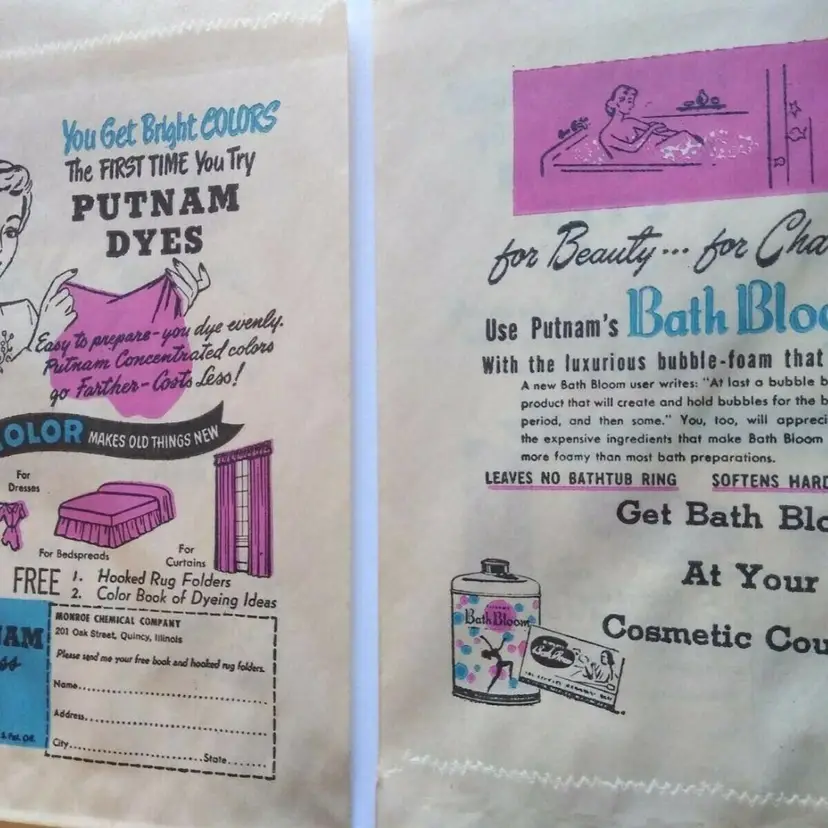 You Get Bright COLORS
The FIRST TIME You Try
PUTNAM
DYES
Easy to prepare-you dye evenly.
Putnam Concentrated colors
go Farther-Costs Less!
OLOR MAKES OLD THINGS NEW
For
Dresses
For Bedspreads
For
Curtains
FREE 1. Hooked Rug Folders
2. Color Book of Dyeing Ideas
NAM
MONROE CHEMICAL COMPANY
201 Oak Street, Quincy, Illinois
Please send me your free book and hooked rug folders.
Name
Address
City State
S. Pat. Off.
for Beauty... for Cha
Use Putnam's Bath Bloo
With the luxurious bubble-foam that
A new Bath Bloom user writes: "At last a bubble b
product that will create and hold bubbles for the b
period, and then some." You, too, will appreci
the expensive ingredients that make Bath Bloom
more foamy than most bath preparations.
LEAVES NO BATHTUB RING SOFTENS HARD
Get Bath Blo
At Your
Cosmetic Cou
Bath Bloom